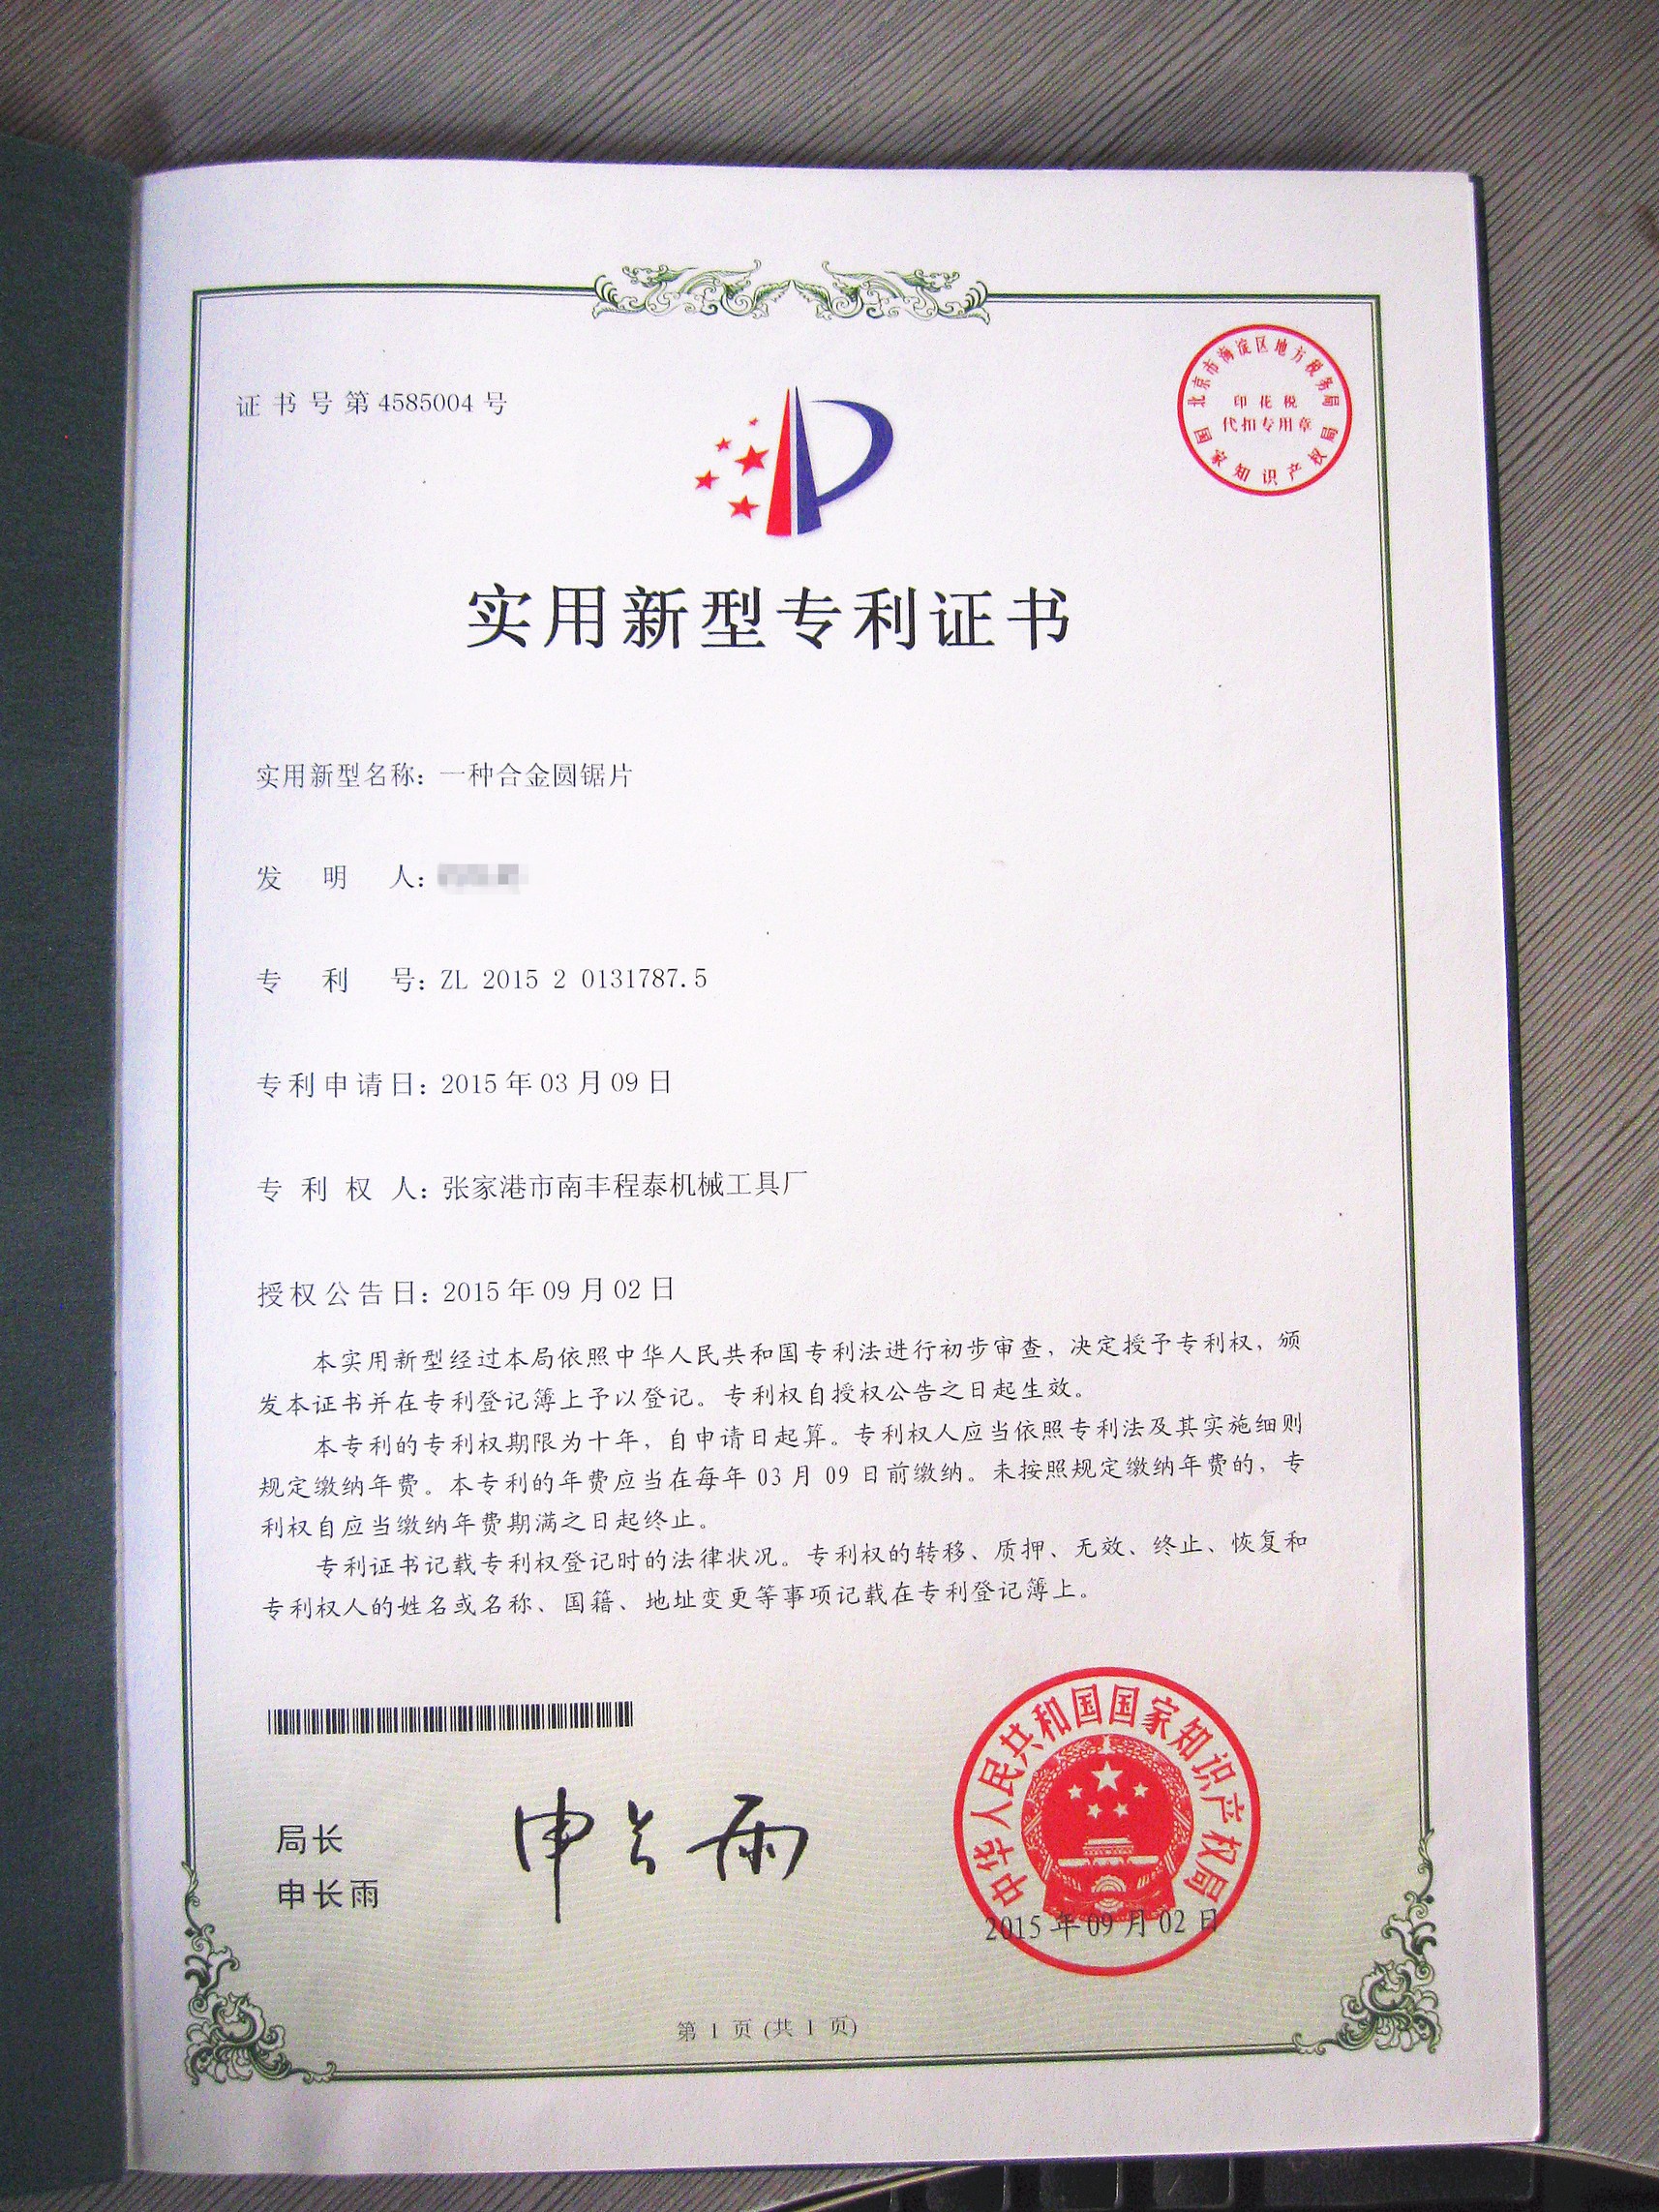 证书号第4585004号
北京市海淀区地方税务局
印花税
代扣专用章
国家知识产权局
实用新型专利证书
实用新型名称：一种合金圆锯片
发明人：
专利号：ZL 2015 2 0131787.5
专利申请日：2015年03月09日
专利权人：张家港市南丰程泰机械工具厂
授权公告日：2015年09月02日
本实用新型经过本局依照中华人民共和国专利法进行初步审查，决定授予专利权，颁
发本证书并在专利登记簿上予以登记。专利权自授权公告之日起生效。
本专利的专利权期限为十年，自申请日起算。专利权人应当依照专利法及其实施细则
规定缴纳年费。本专利的年费应当在每年03月09日前缴纳。未按照规定缴纳年费的，专
利权自应当缴纳年费期满之日起终止。
专利证书记载专利权登记时的法律状况。专利权的转移、质押、无效、终止、恢复和
专利权人的姓名或名称、国籍、地址变更等事项记载在专利登记簿上。
局长
申长雨
申长雨
中华人民共和国国家知识产权局
2015年09月02日
第1页(共1页)